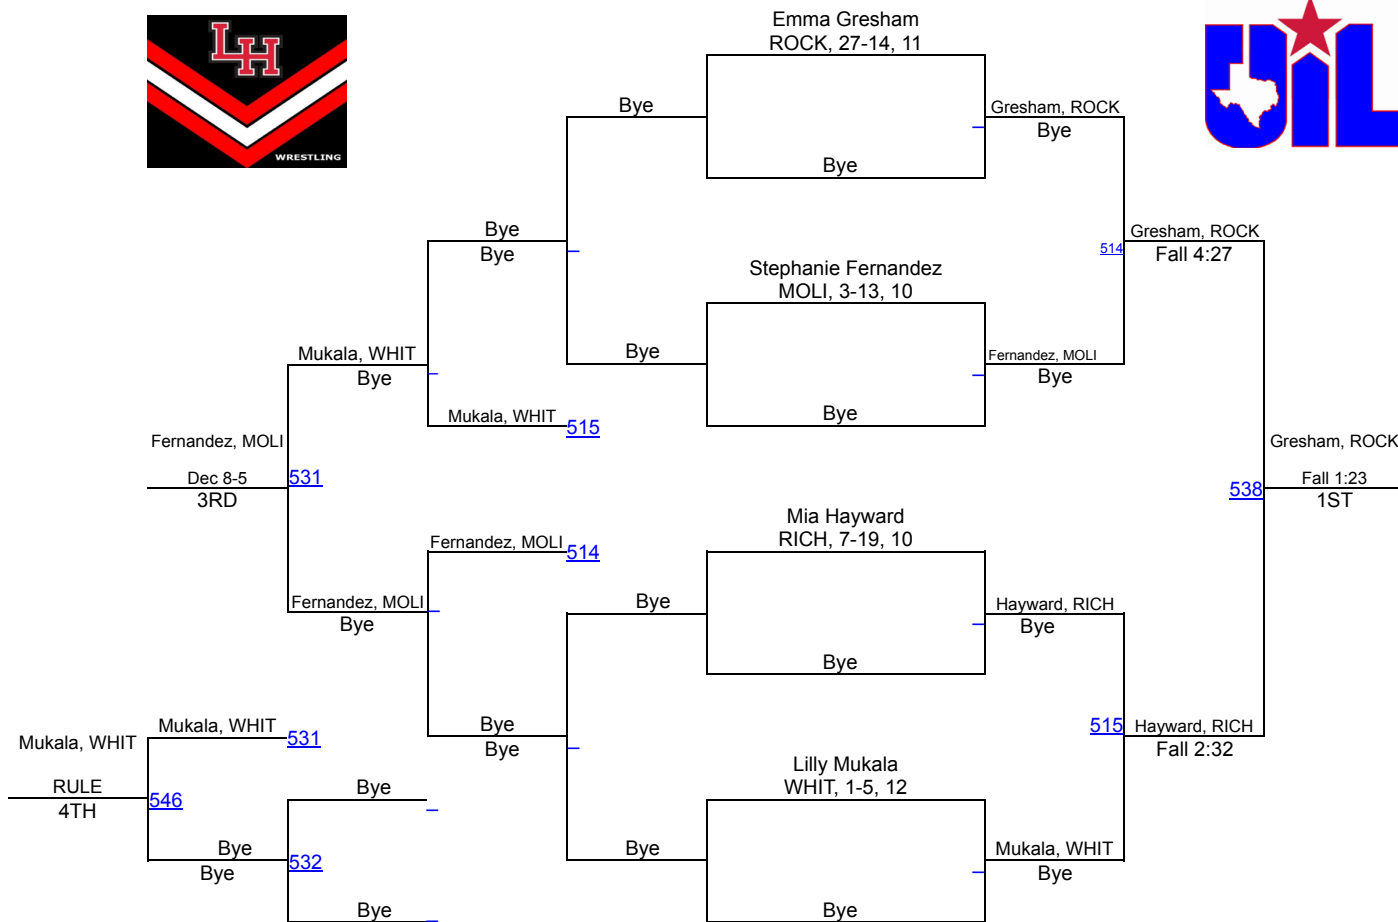 LH
WRESTLING
UIL
Emma Gresham
ROCK, 27-14, 11
Bye
Gresham, ROCK
Bye
Bye
Bye
Bye
Gresham, ROCK
514
Fall 4:27
Stephanie Fernandez
MOLI, 3-13, 10
Mukala, WHIT
Bye
Bye
Fernandez, MOLI
Bye
Bye
Mukala, WHIT
515
Fernandez, MOLI
Dec 8-5
531
3RD
Gresham, ROCK
Fall 1:23
538
1ST
Mia Hayward
RICH, 7-19, 10
Fernandez, MOLI
514
Fernandez, MOLI
Bye
Bye
Hayward, RICH
Bye
Bye
Mukala, WHIT
Mukala, WHIT
531
Bye
Bye
515
Hayward, RICH
Fall 2:32
Lilly Mukala
WHIT, 1-5, 12
RULE
546
4TH
Bye
Bye
Bye
532
Bye
Mukala, WHIT
Bye
Bye
Bye